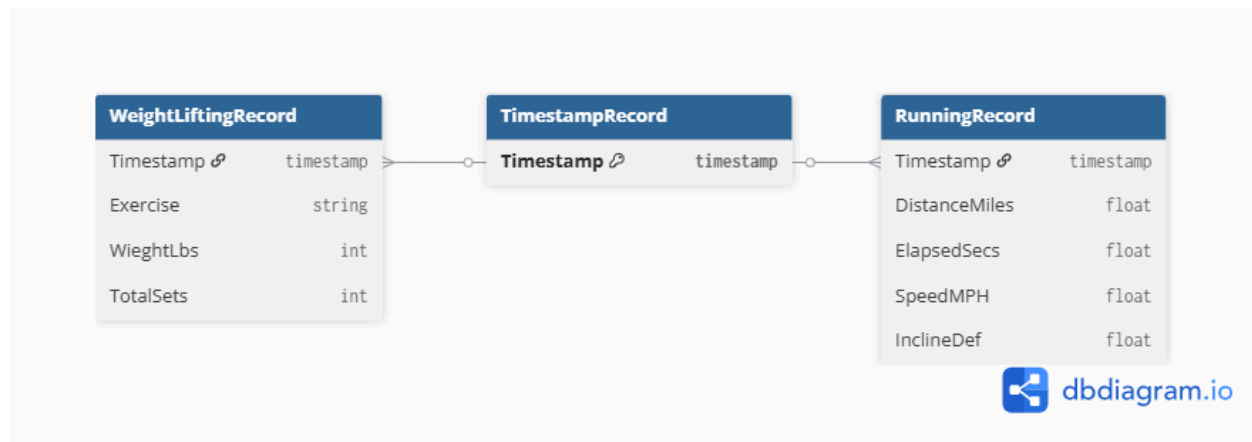 WeightLiftingRecord
Timestamp timestamp
Exercise string
WieghtLbs int
TotalSets int
TimestampRecord
Timestamp timestamp
RunningRecord
Timestamp timestamp
DistanceMiles float
ElapsedSecs float
SpeedMPH float
InclineDef float
dbdiagram.io